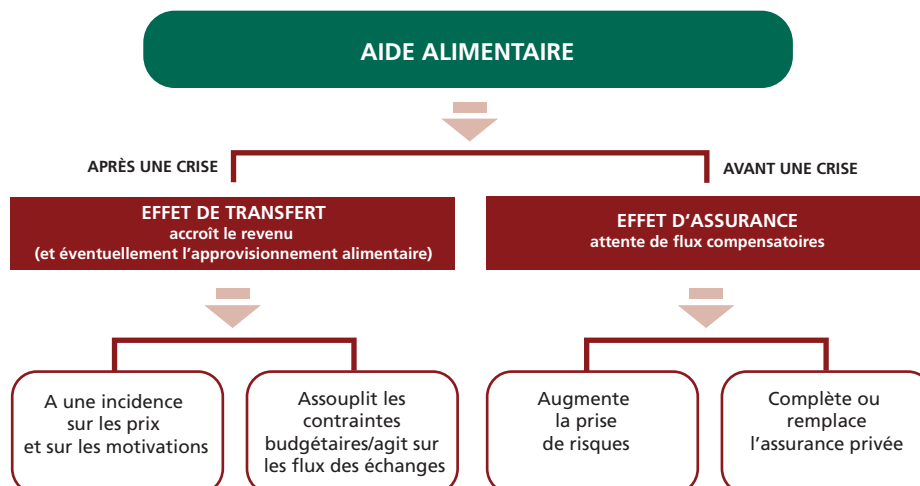 AIDE ALIMENTAIRE
APRÈS UNE CRISE
AVANT UNE CRISE
EFFET DE TRANSFERT
accroît le revenu
(et éventuellement l'approvisionnement alimentaire)
EFFET D'ASSURANCE
attente de flux compensatoires
A une incidence
sur les prix
et sur les motivations
Assouplit les
contraintes
budgétaires/agit sur
les flux des échanges
Augmente
la prise
de risques
Complète ou
remplace
l'assurance privée